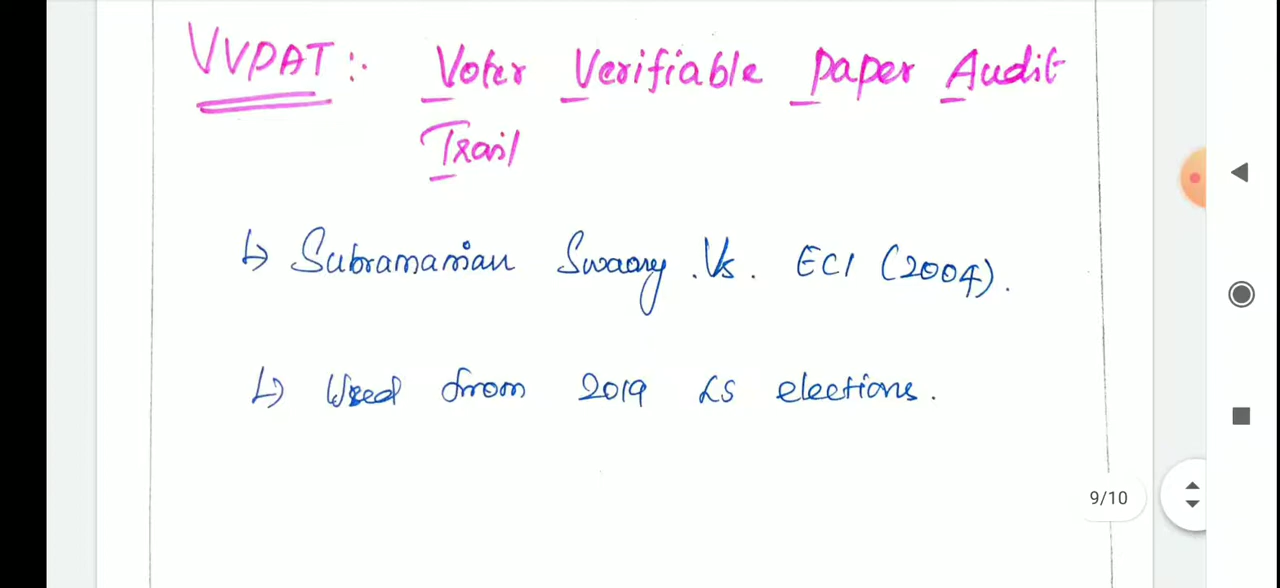 VVPAT :- Voter Verifiable Paper Audit
Trail
↳ Subramanian Swamy .Vs. ECI (2004).
↳ Used from 2019 LS elections.
9/10